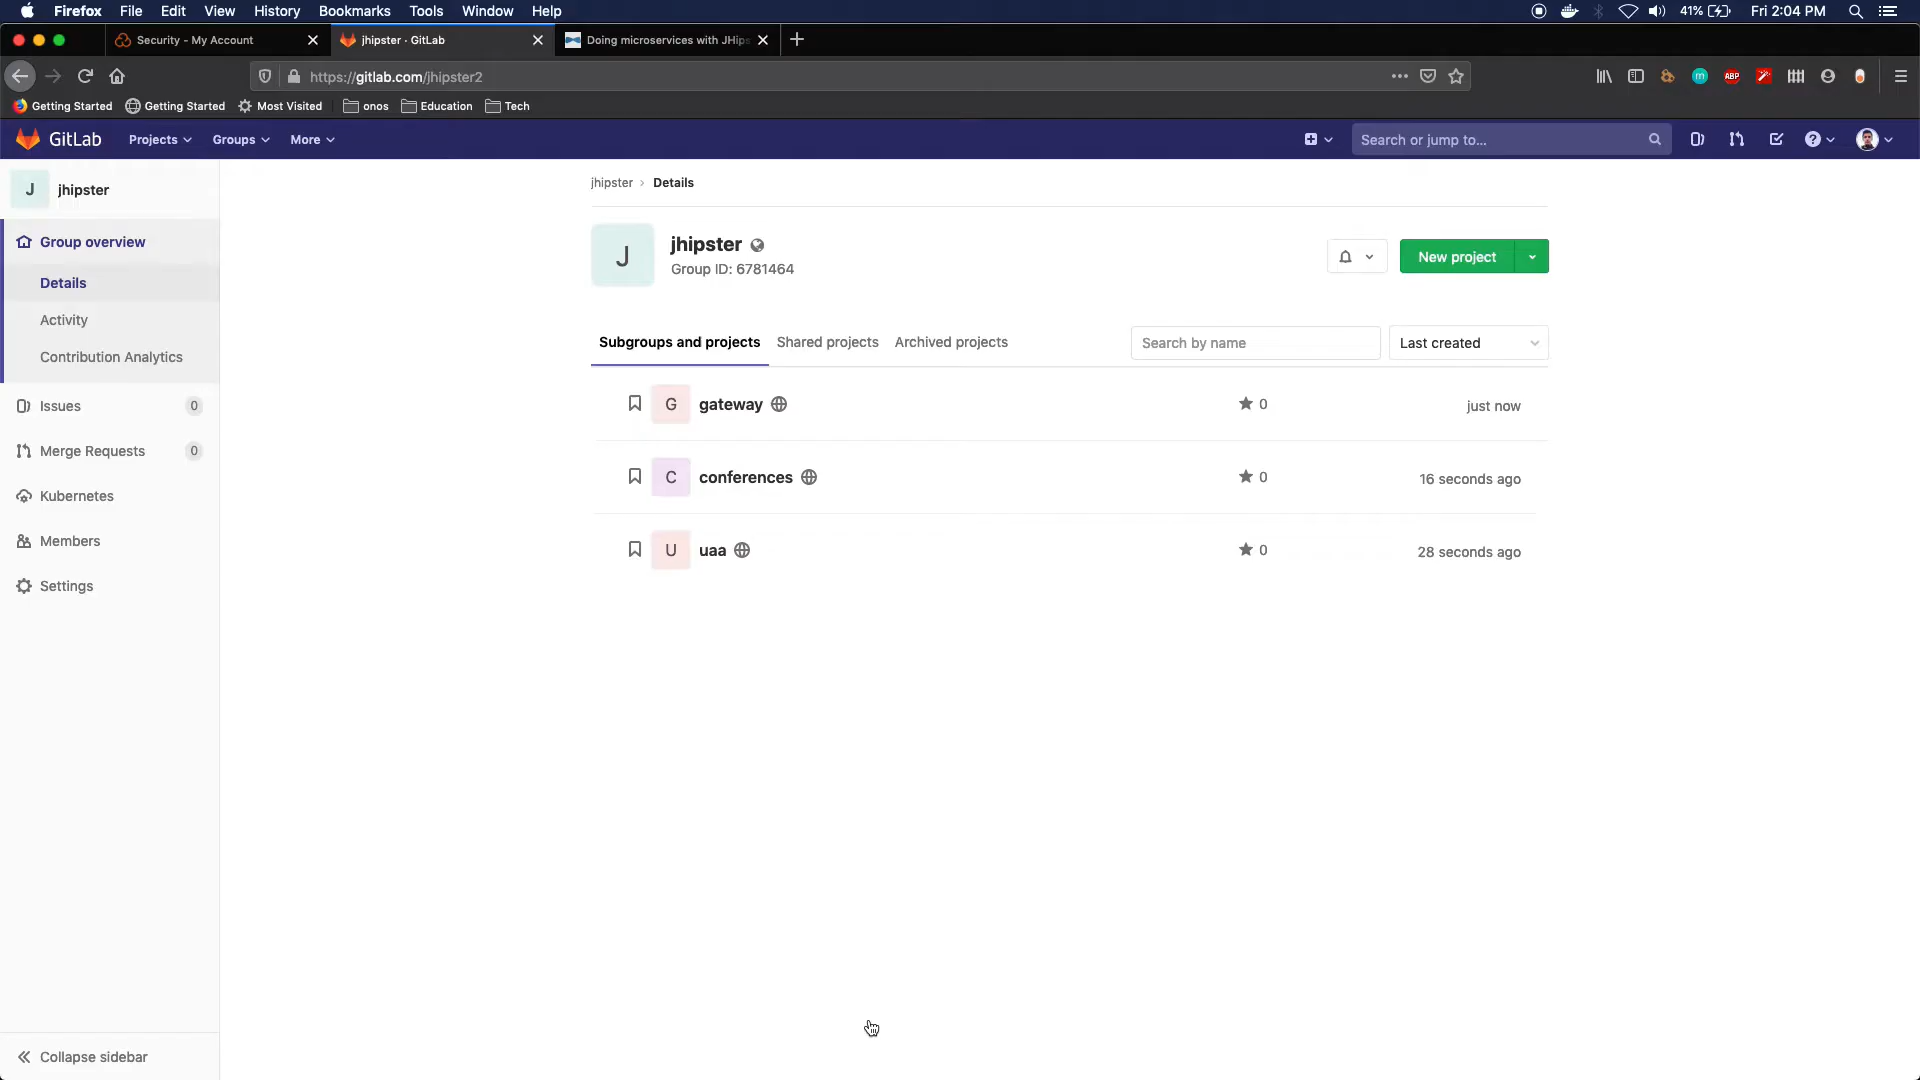 Firefox File Edit View History Bookmarks Tools Window Help 41% Fri 2:04 PM
Security - My Account jhipster · GitLab Doing microservices with JHips
https://gitlab.com/jhipster2
ABP
Getting Started Getting Started Most Visited onos Education Tech
GitLab Projects Groups More Search or jump to...
J jhipster
jhipster › Details
Group overview
J
jhipster
Group ID: 6781464
New project
Details
Activity
Contribution Analytics
Subgroups and projects Shared projects Archived projects Search by name Last created
Issues 0
G gateway 0 just now
Merge Requests 0
C conferences 0 16 seconds ago
Kubernetes
Members
U uaa 0 28 seconds ago
Settings
Collapse sidebar